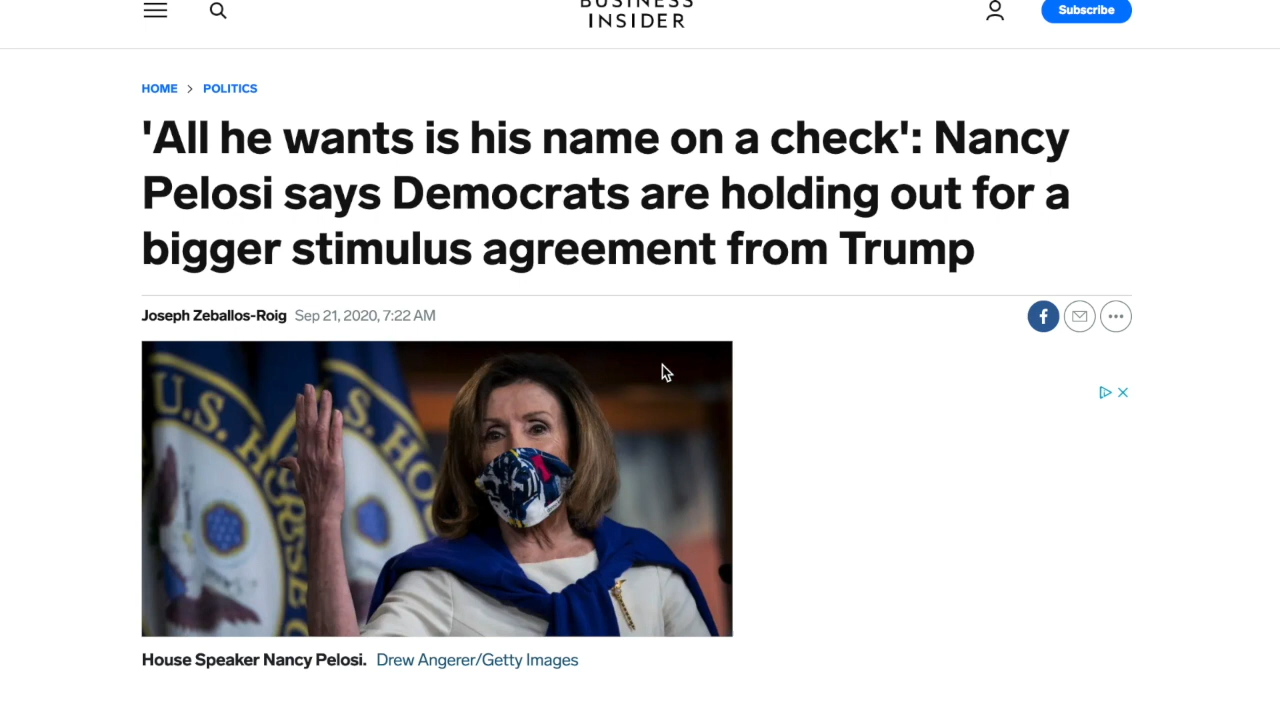 BUSINESS
INSIDER
Subscribe
HOME > POLITICS
'All he wants is his name on a check': Nancy
Pelosi says Democrats are holding out for a
bigger stimulus agreement from Trump
Joseph Zeballos-Roig Sep 21, 2020, 7:22 AM
U.S. HOUSE O
S. HOU
House Speaker Nancy Pelosi. Drew Angerer/Getty Images